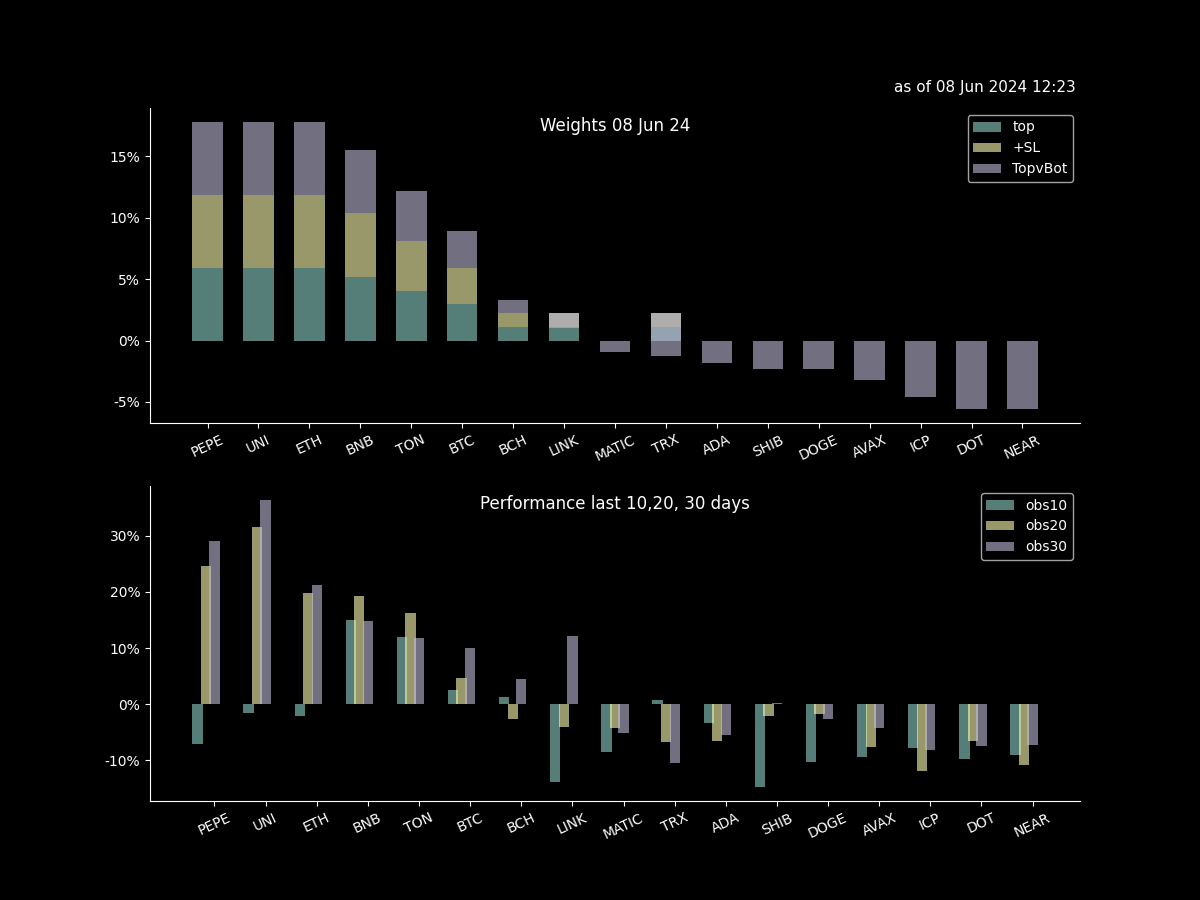 as of 08 Jun 2024 12:23
Weights 08 Jun 24
top
+SL
TopvBot
15%
10%
5%
0%
-5%
PEPE UNI ETH BNB TON BTC BCH LINK MATIC TRX ADA SHIB DOGE AVAX ICP DOT NEAR
Performance last 10,20, 30 days
obs10
obs20
obs30
30%
20%
10%
0%
-10%
PEPE UNI ETH BNB TON BTC BCH LINK MATIC TRX ADA SHIB DOGE AVAX ICP DOT NEAR